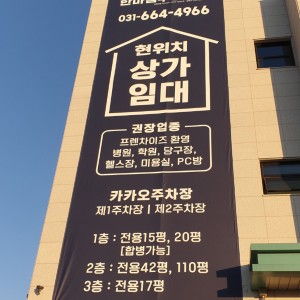 031-664-4966
현위치
상가
임대
권장업종
프렌차이즈 환영
병원, 학원, 당구장,
헬스장, 미용실, PC방
카카오주차장
제1주차장 | 제2주차장
1층 : 전용15평, 20평
[합병가능]
2층 : 전용42평, 110평
3층 : 전용17평